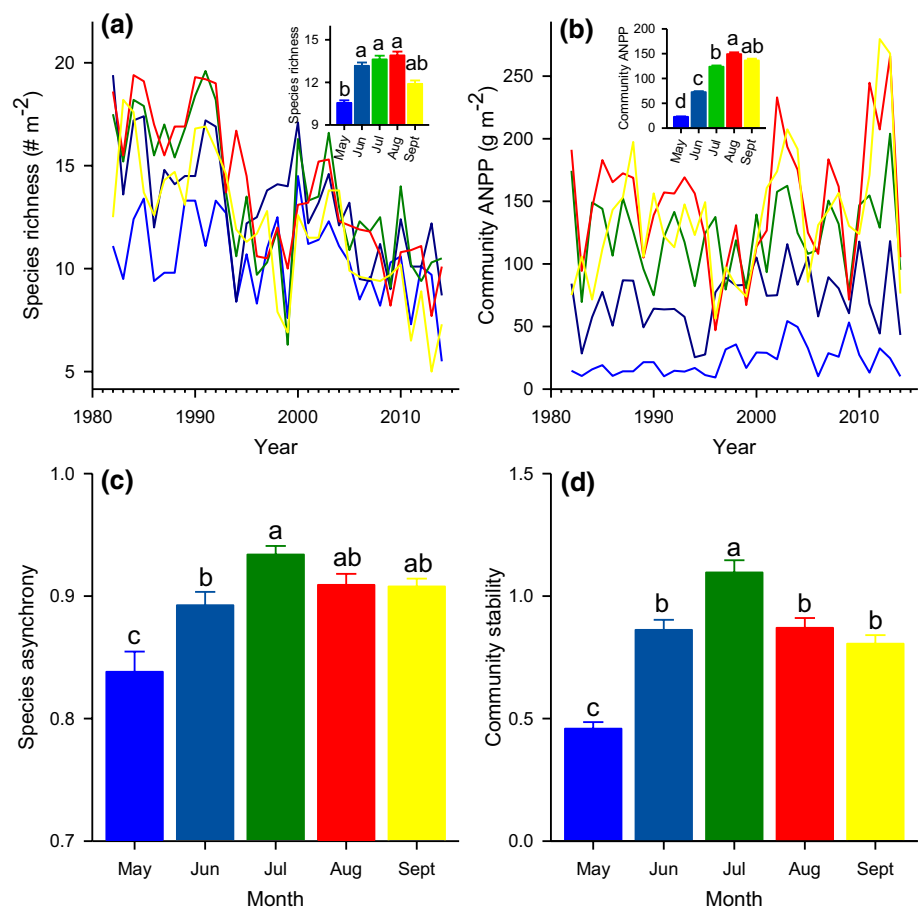 (a)
Species richness (# m-2)
20
15
10
5
1980 1990 2000 2010
Year
Species richness
15
12
9
b a a a ab
May Jun Jul Aug Sept
(b)
Community ANPP (g m-2)
250
200
150
100
50
0
1980 1990 2000 2010
Year
Community ANPP
200
150
100
50
0
d c b a ab
May Jun Jul Aug Sept
(c)
Species asynchrony
1.0
0.9
0.8
0.7
c b a ab ab
May Jun Jul Aug Sept
Month
(d)
Community stability
1.5
1.0
0.5
0.0
c b a b b
May Jun Jul Aug Sept
Month